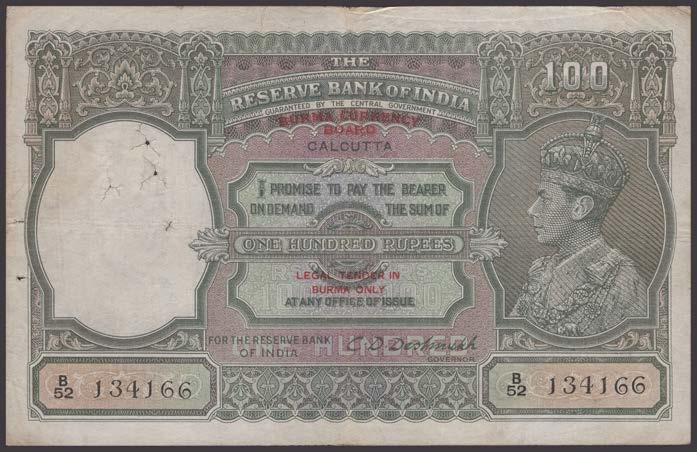 THE
100
RESERVE BANK OF INDIA
GUARANTEED BY THE CENTRAL GOVERNMENT
BURMA CURRENCY
BOARD
CALCUTTA
I PROMISE TO PAY THE BEARER
ON DEMAND THE SUM OF
ONE HUNDRED RUPEES
LEGAL TENDER IN
BURMA ONLY
AT ANY OFFICE OF ISSUE
FOR THE RESERVE BANK
OF INDIA
C. D. Deshmukh
GOVERNOR
B/52 134166
B/52 134166